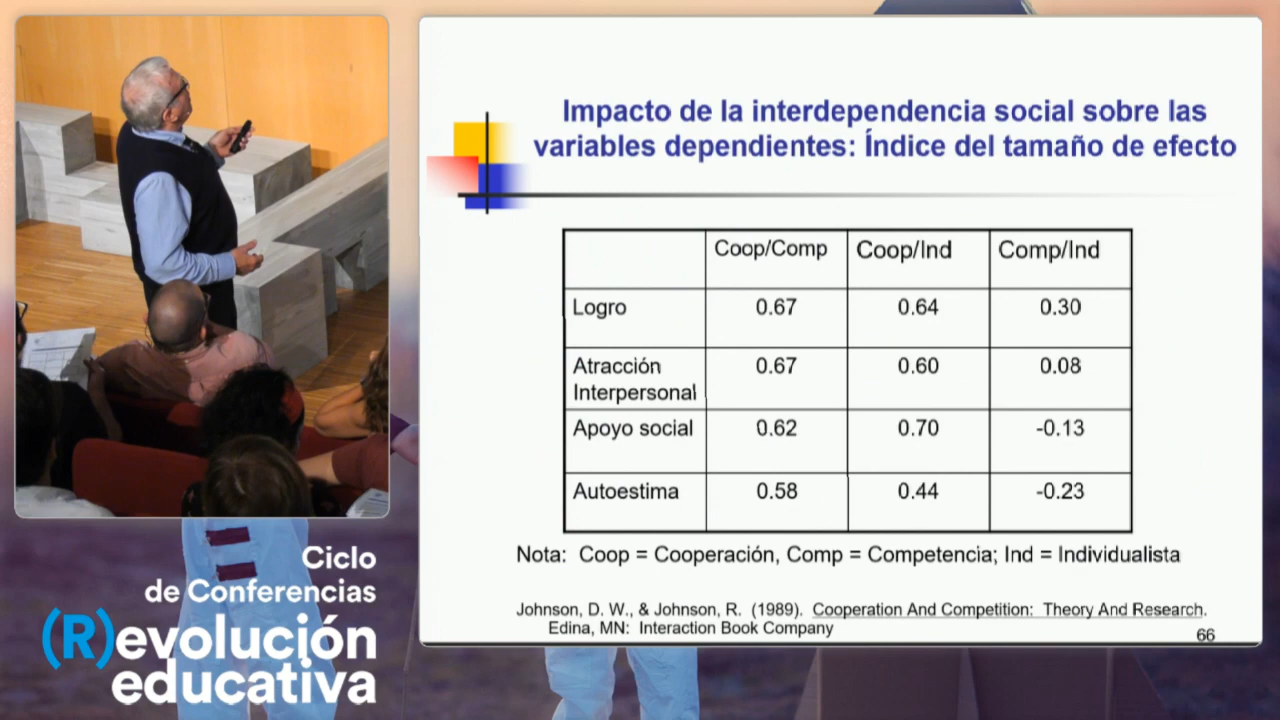 Impacto de la interdependencia social sobre las
variables dependientes: Índice del tamaño de efecto
Coop/Comp Coop/Ind Comp/Ind
Logro 0.67 0.64 0.30
Atracción
Interpersonal 0.67 0.60 0.08
Apoyo social 0.62 0.70 -0.13
Autoestima 0.58 0.44 -0.23
Nota: Coop = Cooperación, Comp = Competencia; Ind = Individualista
Johnson, D. W., & Johnson, R. (1989). Cooperation And Competition: Theory And Research.
Edina, MN: Interaction Book Company
66
Ciclo
de Conferencias
(R)evolución
educativa